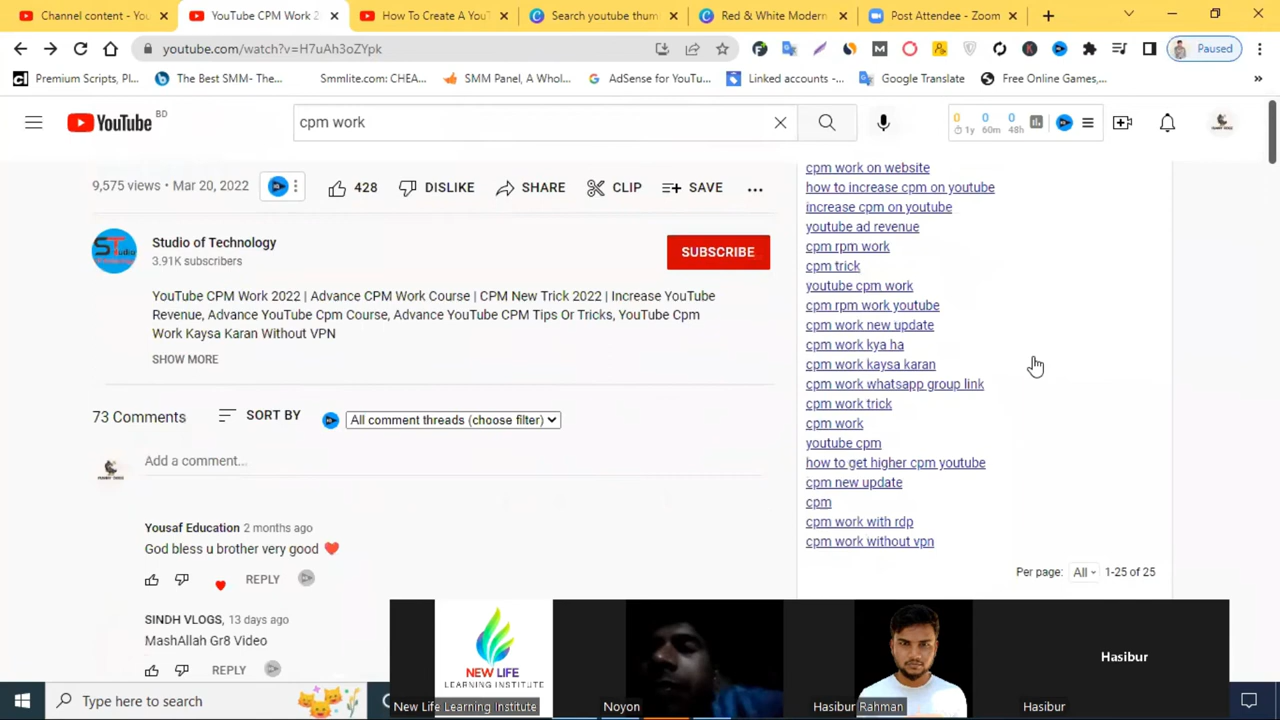 Channel content - You
YouTube CPM Work 2
How To Create A You
Search youtube thum
Red & White Modern
Post Attendee - Zoom
youtube.com/watch?v=H7uAh3oZYpk
Paused
Premium Scripts, Pl...
The Best SMM- The...
Smmlite.com: CHEA...
SMM Panel, A Whol...
AdSense for YouTu...
Linked accounts -...
Google Translate
Free Online Games,...
»
YouTube BD
cpm work
0 0 0
1y 60m 48h
9,575 views • Mar 20, 2022
428
DISLIKE
SHARE
CLIP
SAVE
Studio of Technology
3.91K subscribers
SUBSCRIBE
YouTube CPM Work 2022 | Advance CPM Work Course | CPM New Trick 2022 | Increase YouTube
Revenue, Advance YouTube Cpm Course, Advance YouTube CPM Tips Or Tricks, YouTube Cpm
Work Kaysa Karan Without VPN
SHOW MORE
73 Comments
SORT BY
All comment threads (choose filter)
Add a comment...
Yousaf Education 2 months ago
God bless u brother very good ❤️
REPLY
SINDH VLOGS, 13 days ago
MashAllah Gr8 Video
REPLY
cpm work on website
how to increase cpm on youtube
increase cpm on youtube
youtube ad revenue
cpm rpm work
cpm trick
youtube cpm work
cpm rpm work youtube
cpm work new update
cpm work kya ha
cpm work kaysa karan
cpm work whatsapp group link
cpm work trick
cpm work
youtube cpm
how to get higher cpm youtube
cpm new update
cpm
cpm work with rdp
cpm work without vpn
Per page: All 1-25 of 25
NEW LIFE
LEARNING INSTITUTE
New Life Learning Institute
Noyon
Hasibur Rahman
Hasibur
Hasibur
Type here to search